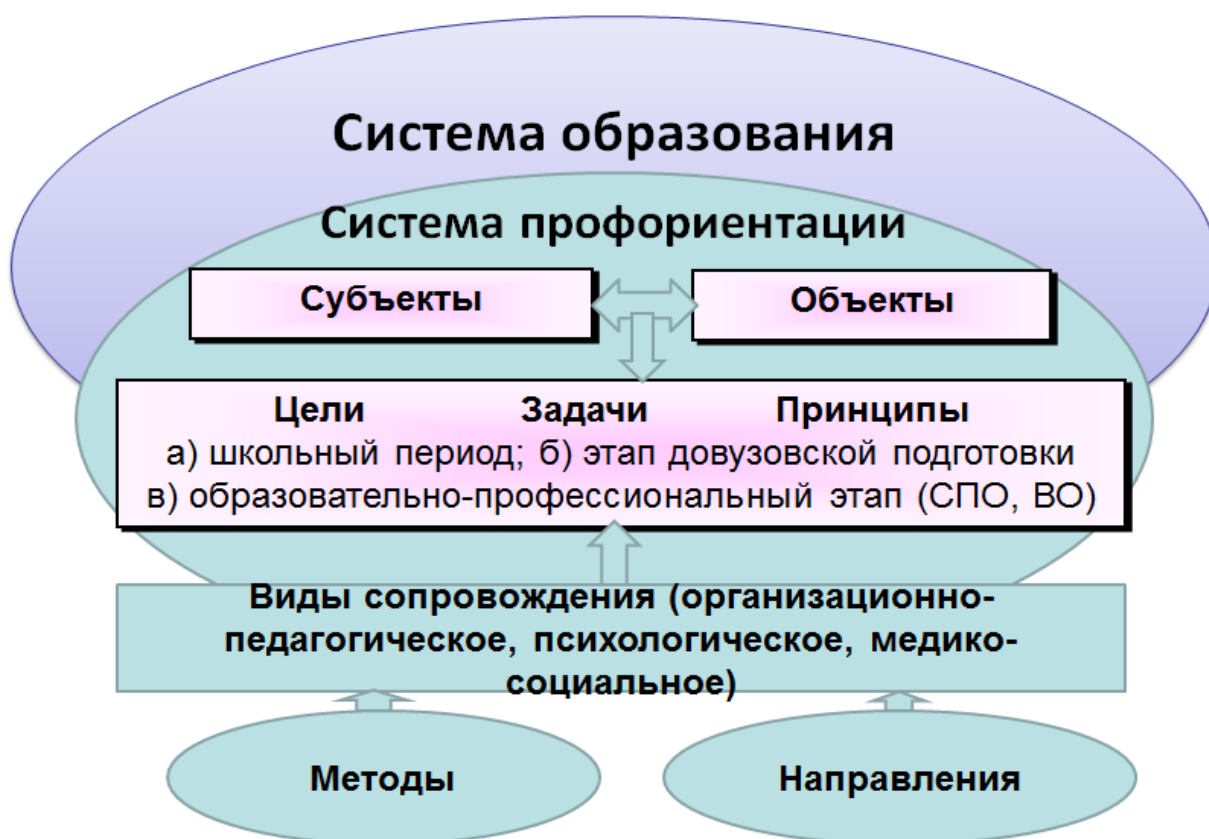 Система образования
Система профориентации
Субъекты
Объекты
Цели Задачи Принципы
а) школьный период; б) этап довузовской подготовки
в) образовательно-профессиональный этап (СПО, ВО)
Виды сопровождения (организационно-
педагогическое, психологическое, медико-
социальное)
Методы
Направления